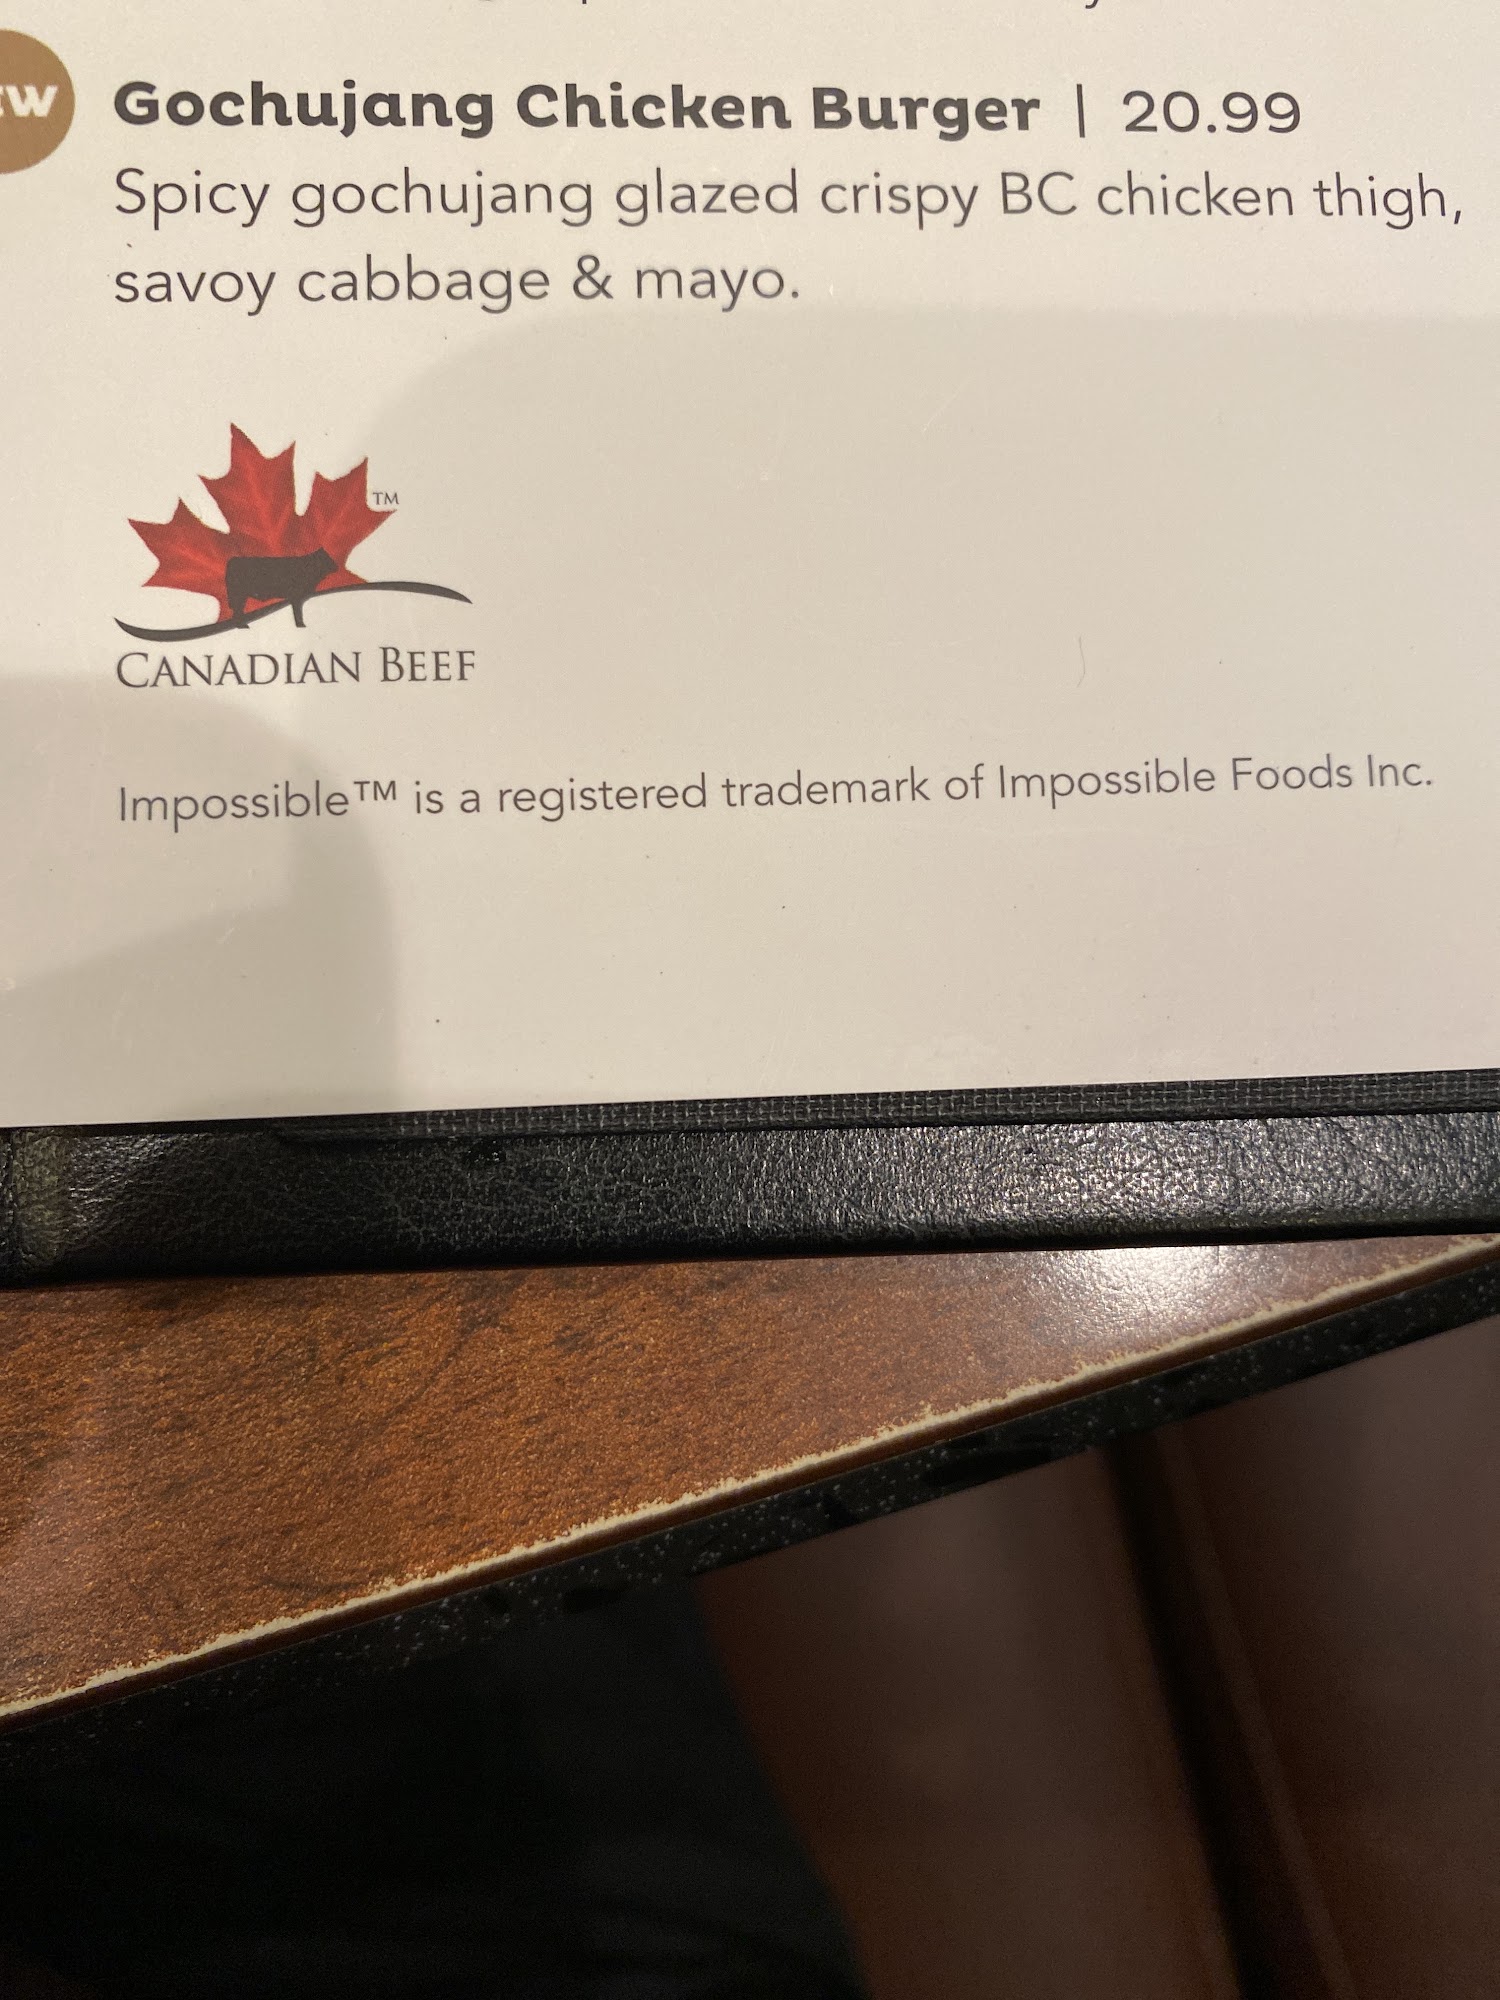 Gochujang Chicken Burger | 20.99
Spicy gochujang glazed crispy BC chicken thigh,
savoy cabbage & mayo.
TM
CANADIAN BEEF
Impossible™ is a registered trademark of Impossible Foods Inc.